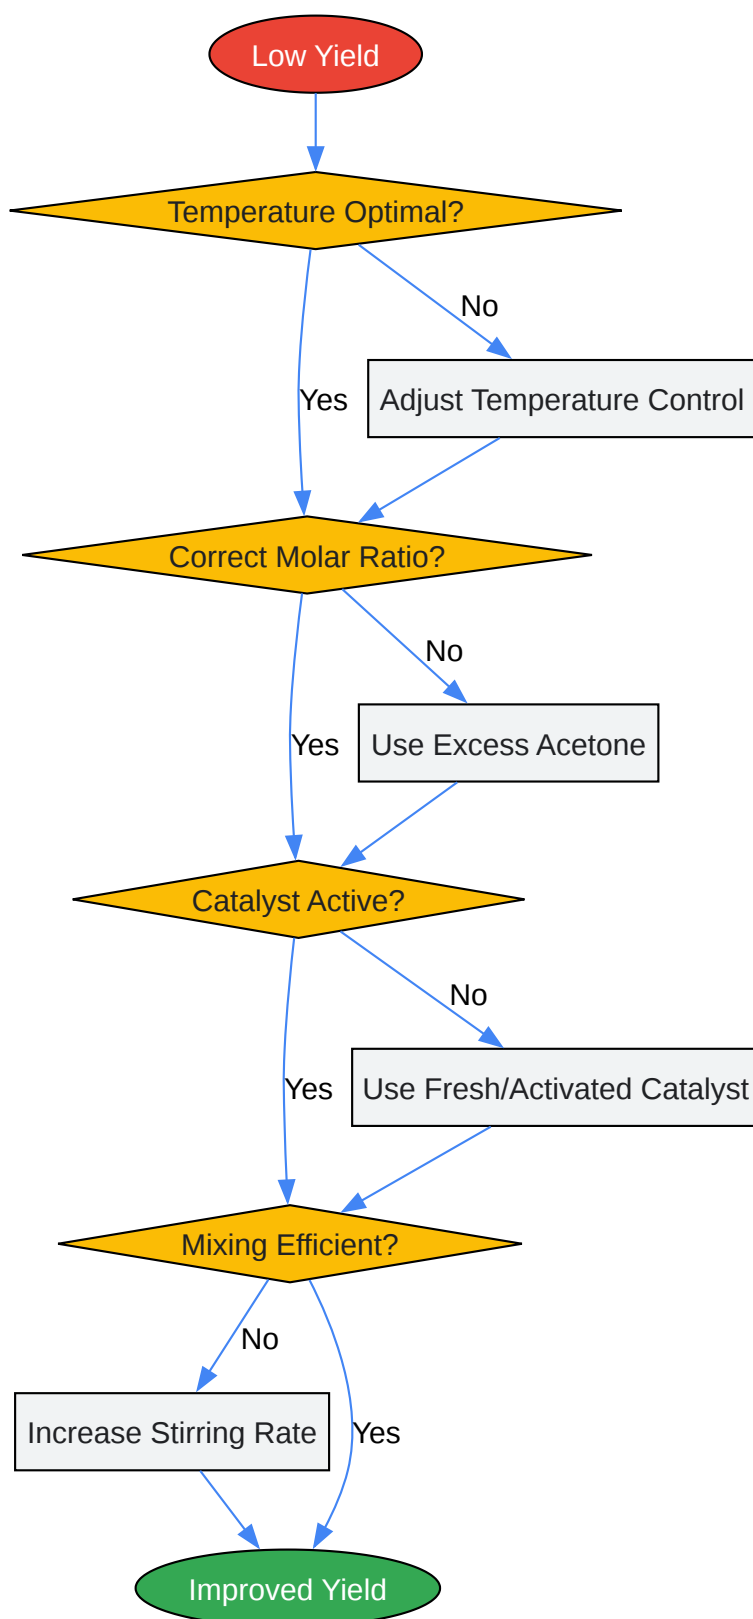 Low Yield
Temperature Optimal?
No
Yes
Adjust Temperature Control
Correct Molar Ratio?
No
Yes
Use Excess Acetone
Catalyst Active?
No
Yes
Use Fresh/Activated Catalyst
Mixing Efficient?
No
Increase Stirring Rate
Yes
Improved Yield